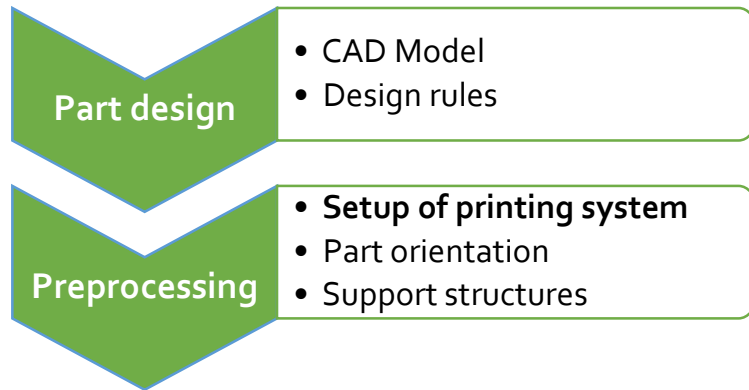 Part design
• CAD Model
• Design rules
Preprocessing
• Setup of printing system
• Part orientation
• Support structures